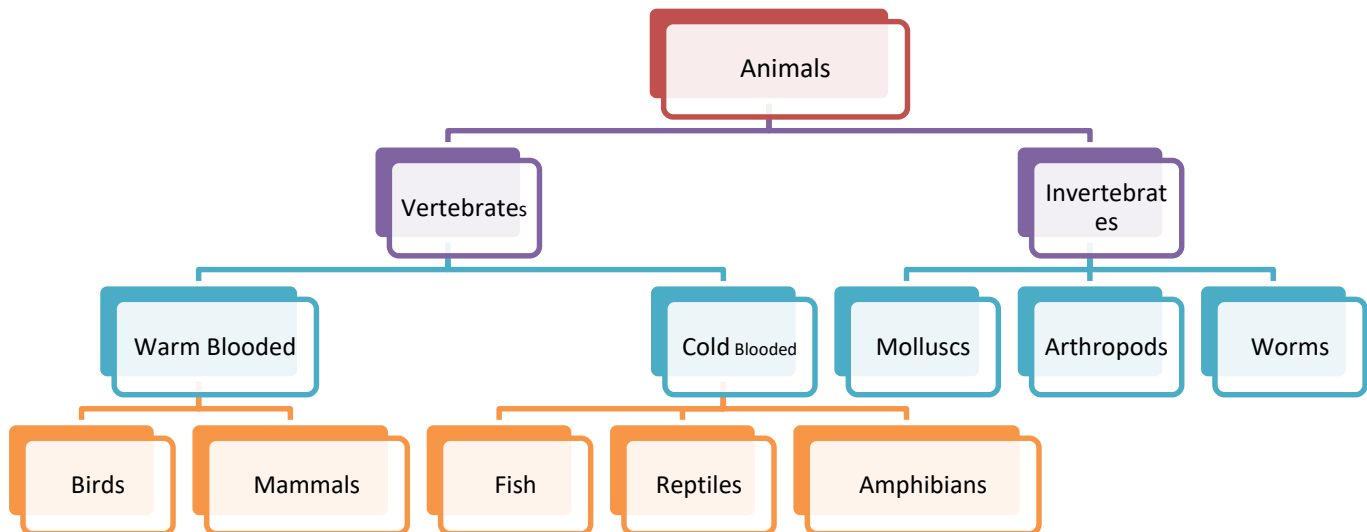 Animals
Vertebrates
Invertebrat
es
Warm Blooded
Cold Blooded
Molluscs
Arthropods
Worms
Birds
Mammals
Fish
Reptiles
Amphibians